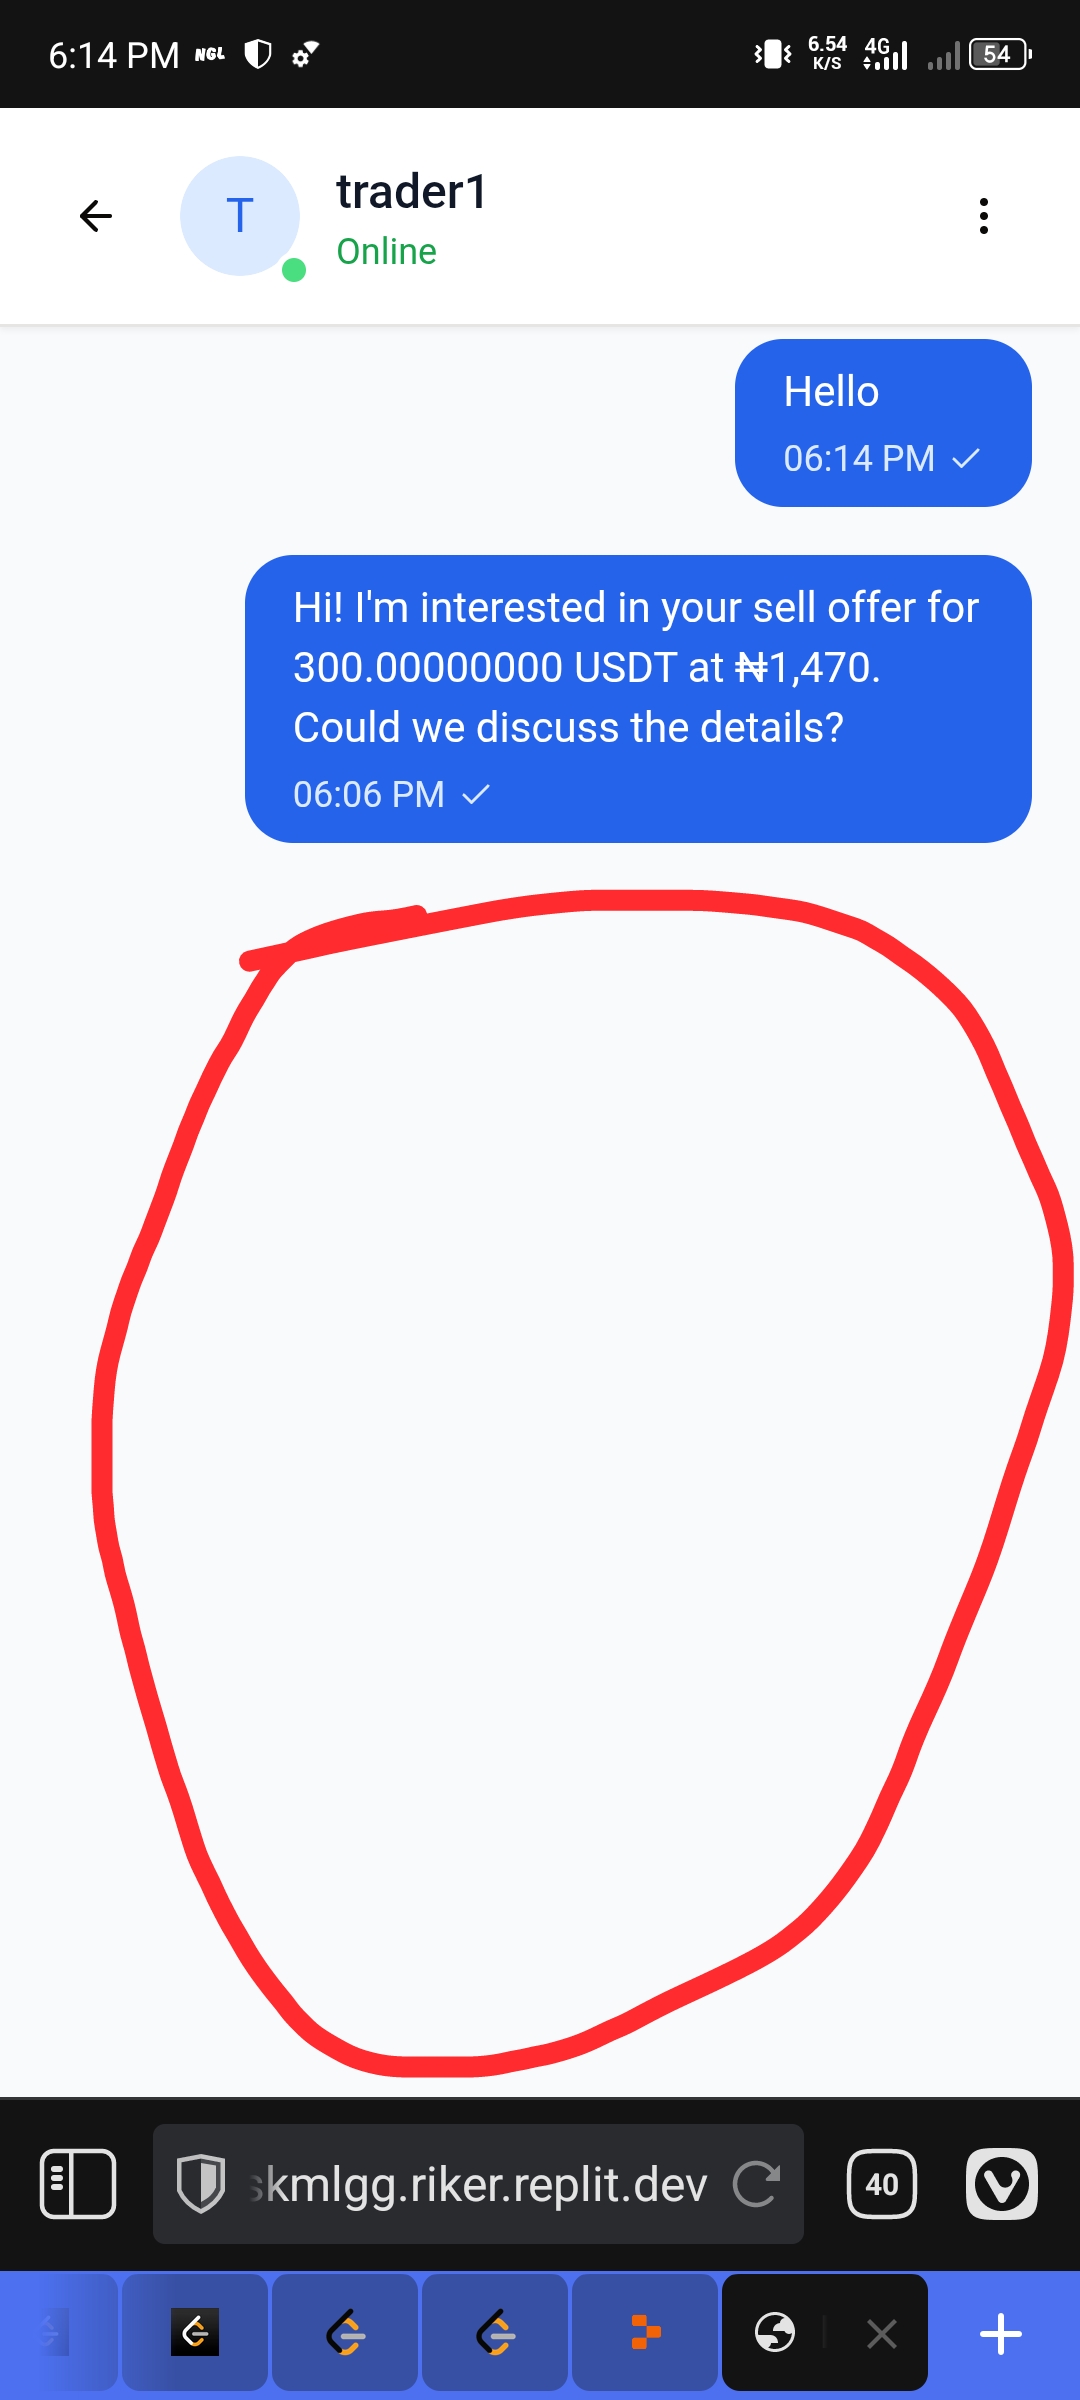 6:14 PM NGL 6.54 K/S 4G 54
T
trader1
Online
Hello
06:14 PM
Hi! I'm interested in your sell offer for
300.00000000 USDT at ₦1,470.
Could we discuss the details?
06:06 PM
skmlgg.riker.replit.dev
40